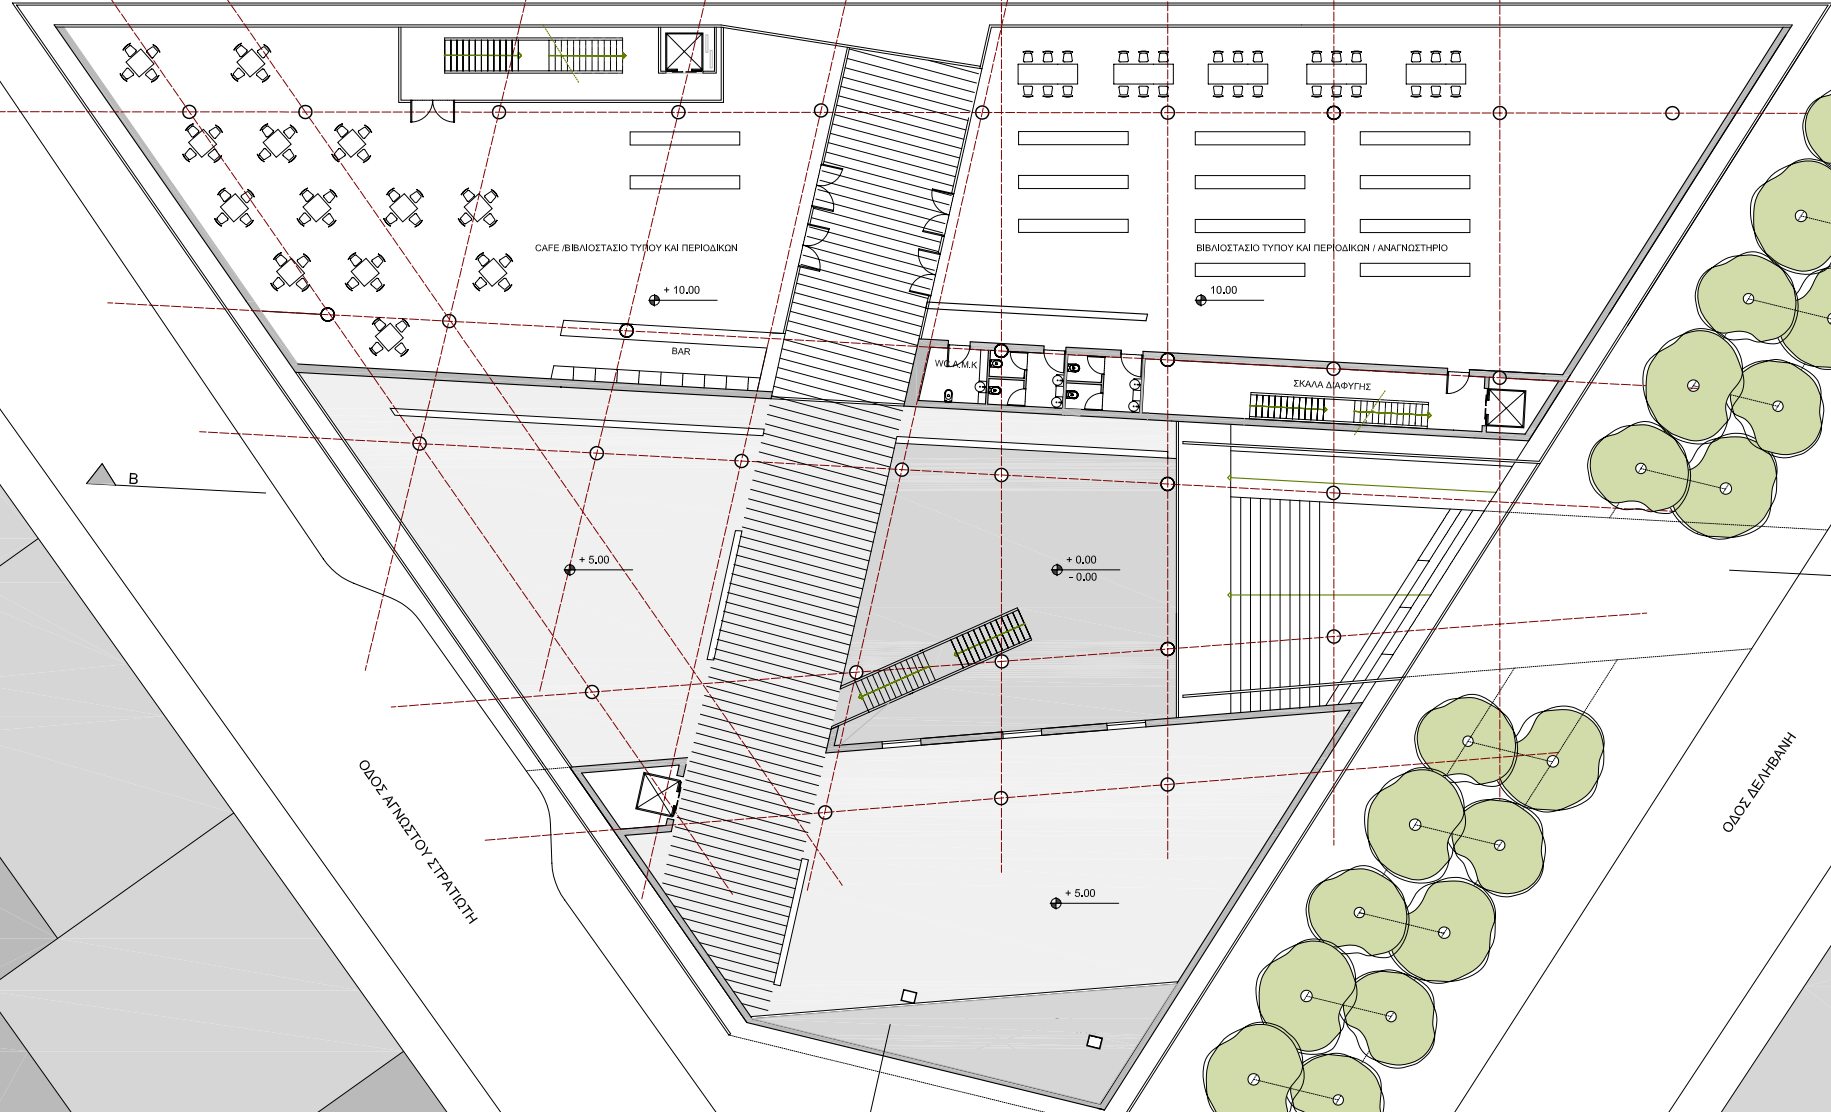 CAFE /ΒΙΒΛΙΟΣΤΑΣΙΟ ΤΥΠΟΥ ΚΑΙ ΠΕΡΙΟΔΙΚΩΝ
ΒΙΒΛΙΟΣΤΑΣΙΟ ΤΥΠΟΥ ΚΑΙ ΠΕΡΙΟΔΙΚΩΝ / ΑΝΑΓΝΩΣΤΗΡΙΟ
+ 10.00
10.00
BAR
WC Α.Μ.Κ
ΣΚΑΛΑ ΔΙΑΦΥΓΗΣ
B
+ 5.00
+ 0.00
- 0.00
ΟΔΟΣ ΑΓΝΩΣΤΟΥ ΣΤΡΑΤΙΩΤΗ
ΟΔΟΣ ΔΕΛΗΒΑΝΗ
+ 5.00